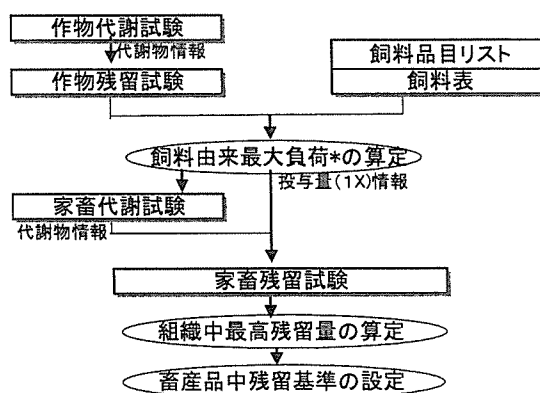 作物代謝試験
代謝物情報
作物残留試験
飼料品目リスト
飼料表
飼料由来最大負荷*の算定
投与量(1X)情報
家畜代謝試験
代謝物情報
家畜残留試験
組織中最高残留量の算定
畜産品中残留基準の設定